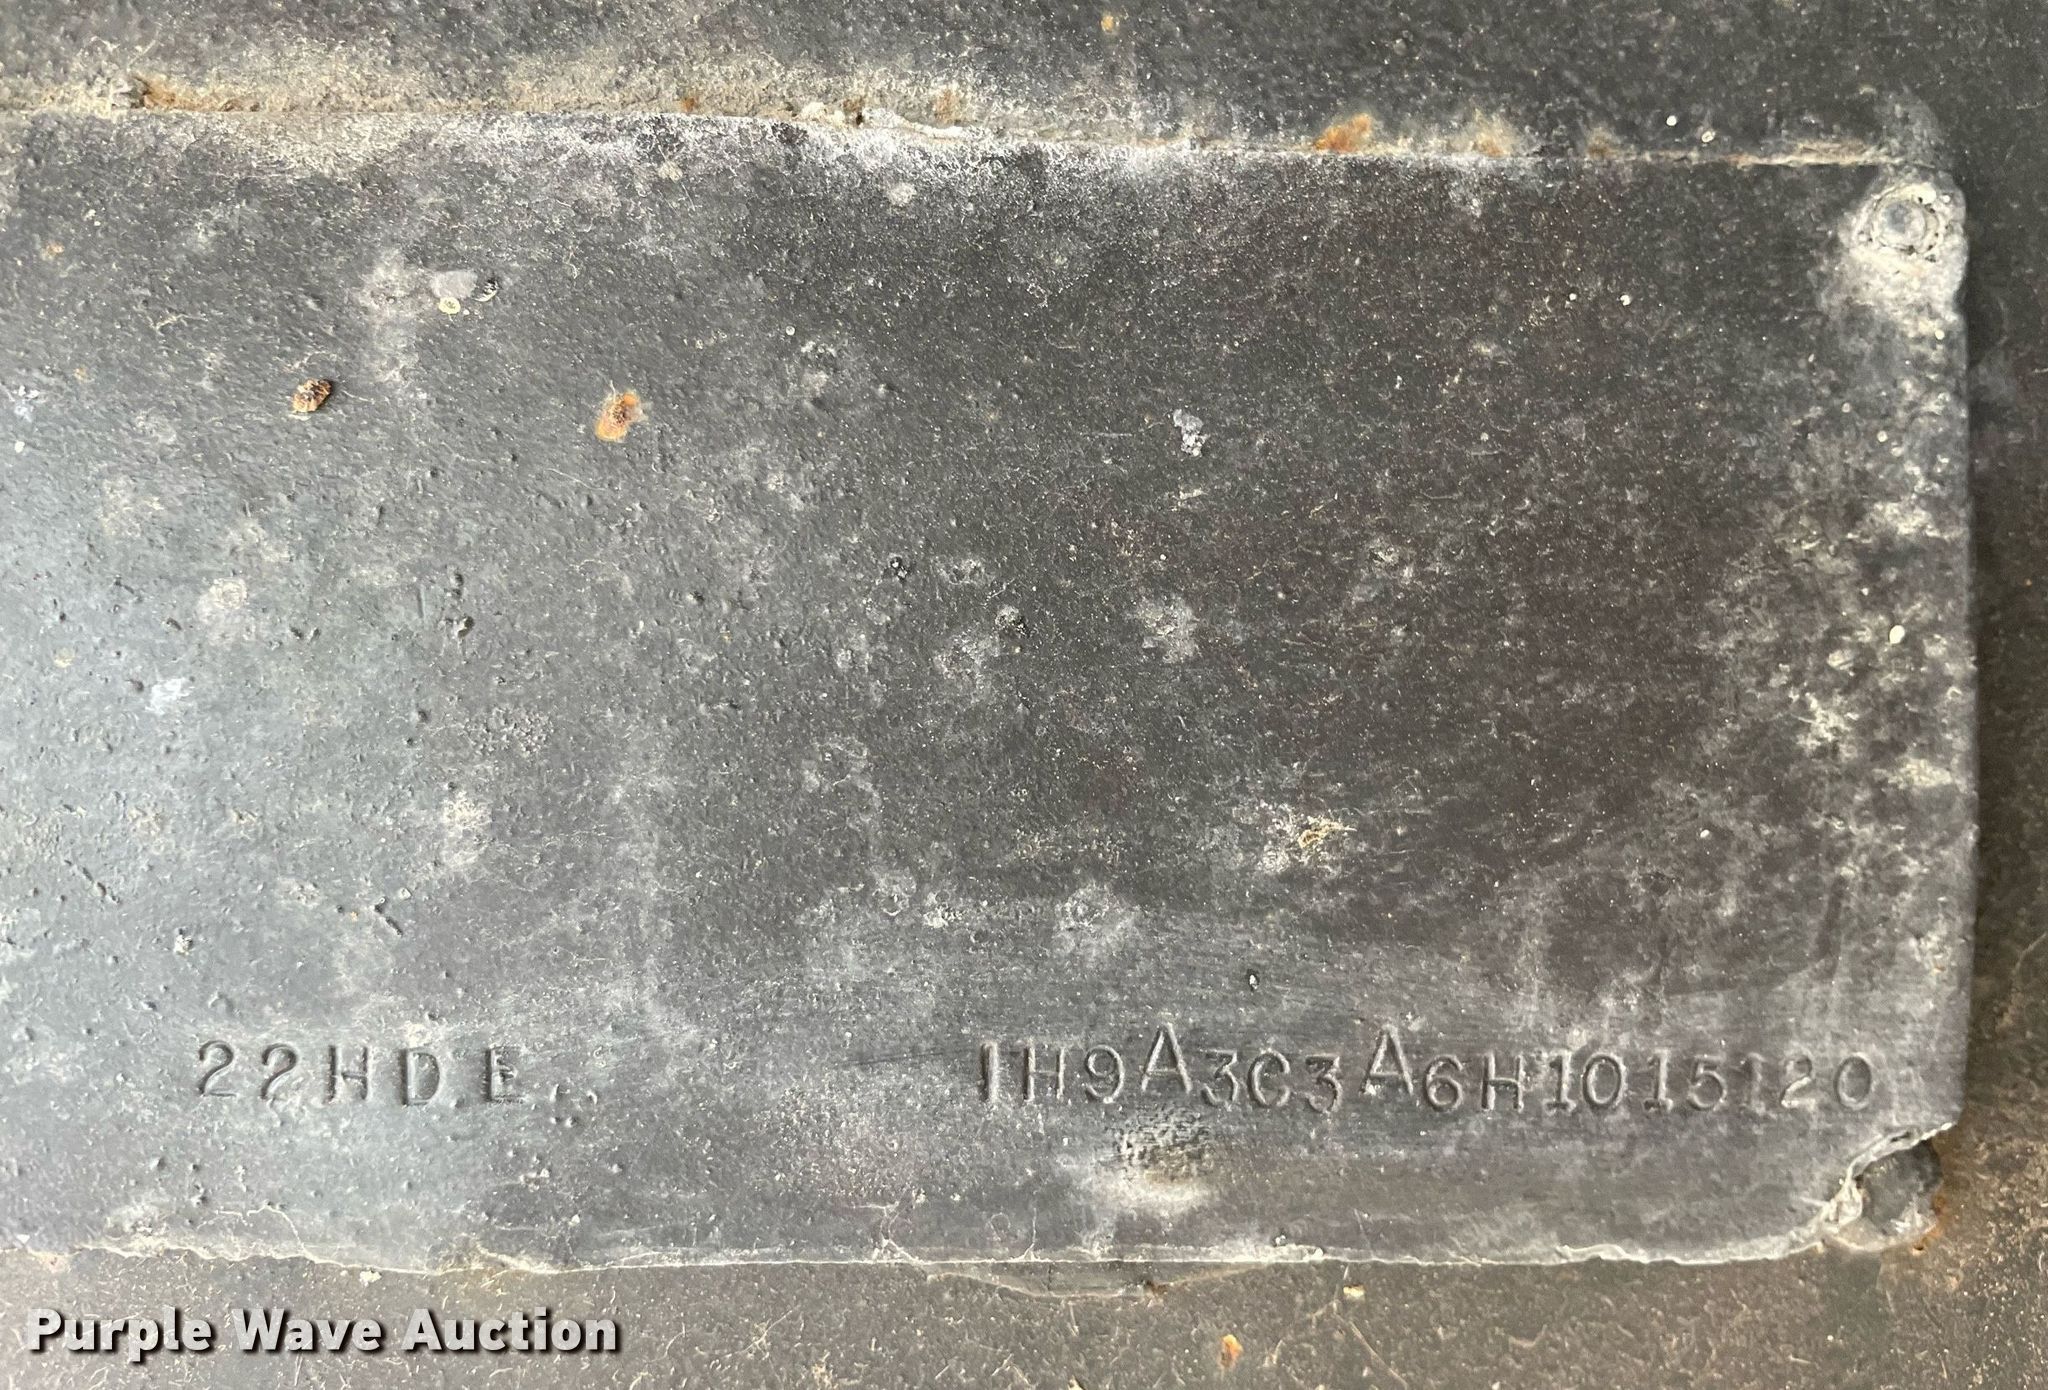 22HDE 1H9A3C3A6H1015120
Purple Wave Auction